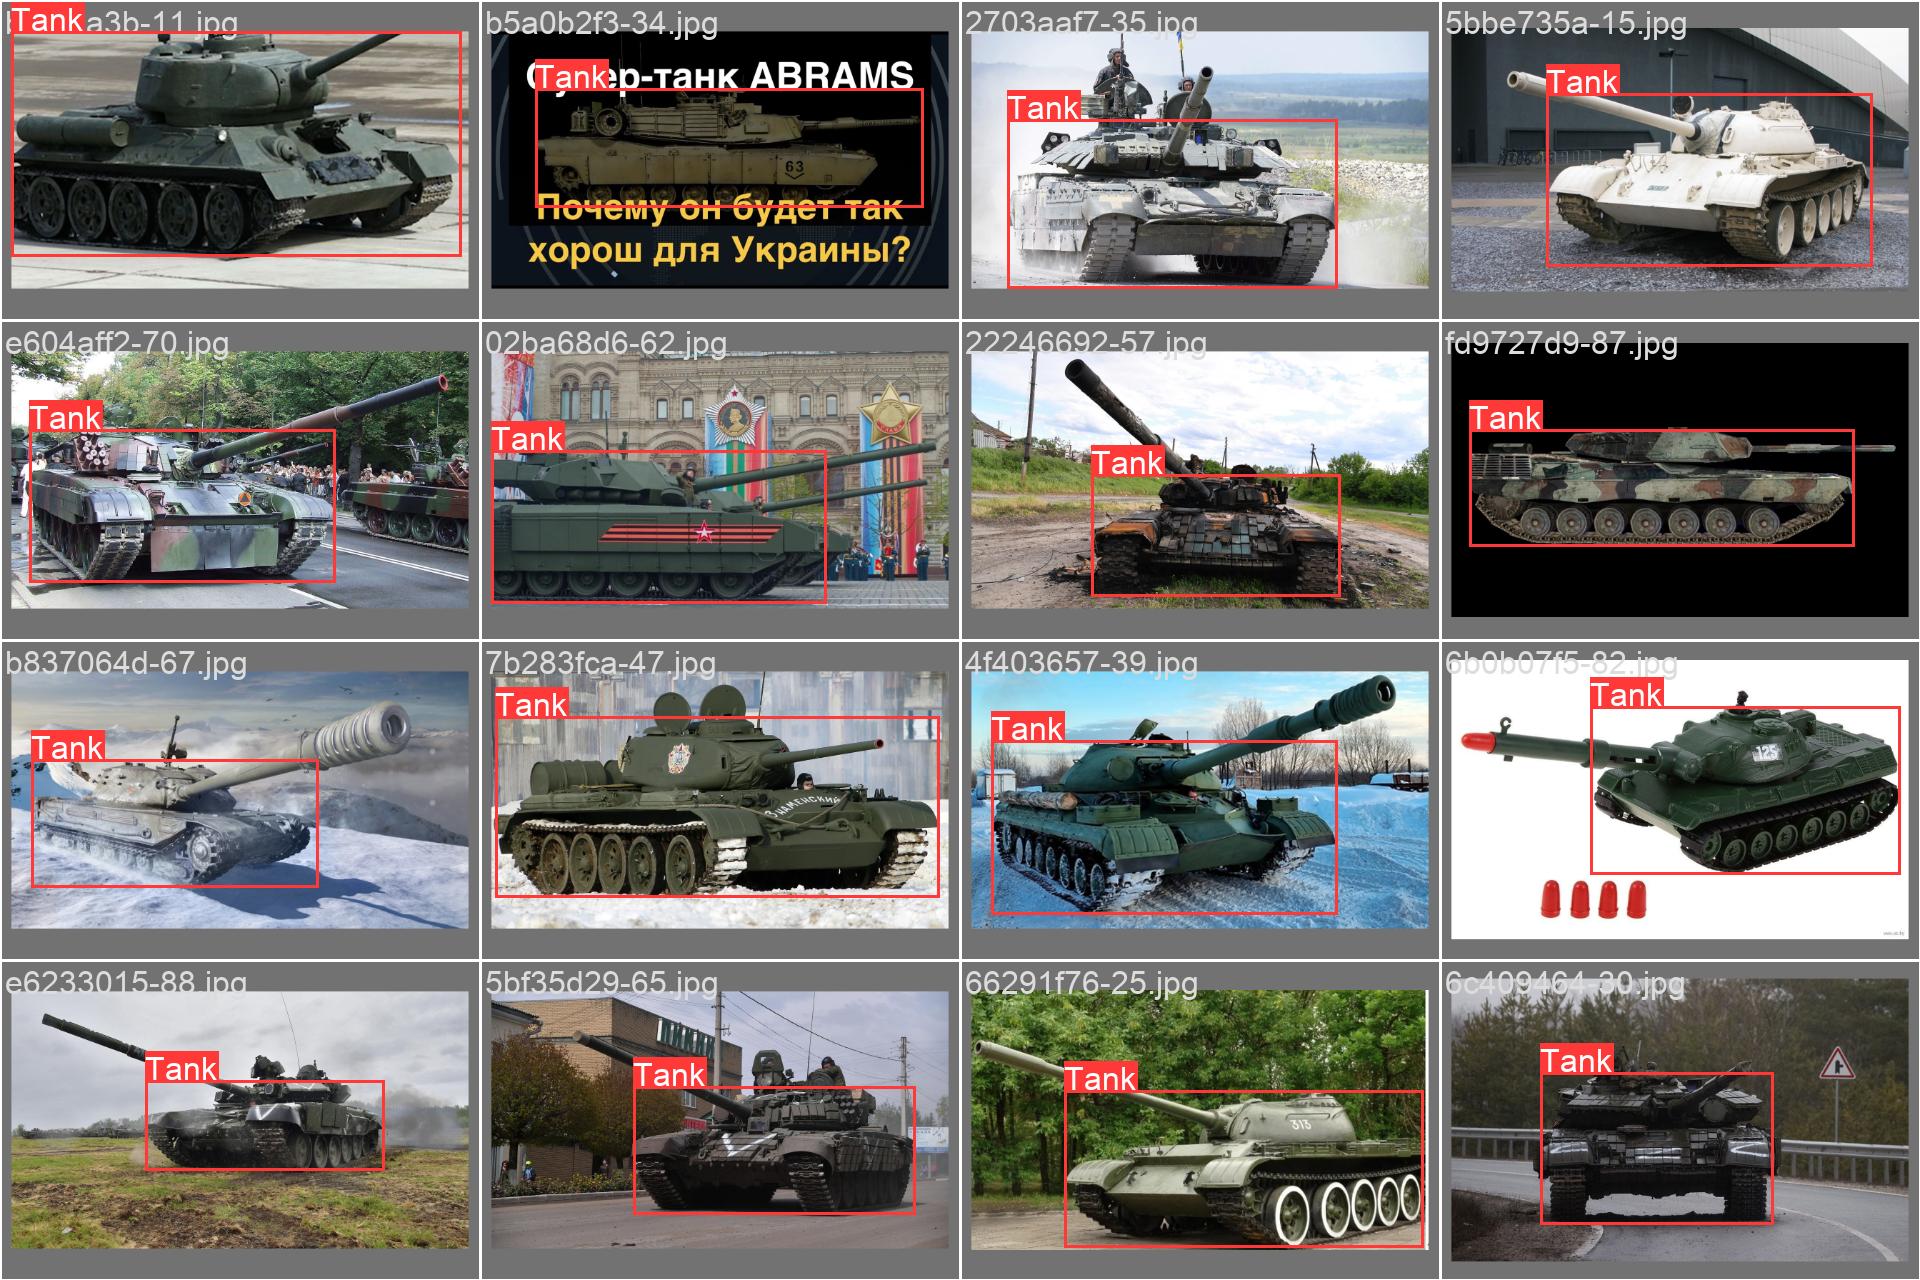 Tank
a3b-11.jpg
b5a0b2f3-34.jpg
Tank
ер-танк ABRAMS
63
Почему он будет так
хорош для Украины?
2703aaf7-35.jpg
Tank
5bbe735a-15.jpg
Tank
e604aff2-70.jpg
Tank
02ba68d6-62.jpg
Tank
22246692-57.jpg
Tank
fd9727d9-87.jpg
Tank
b837064d-67.jpg
Tank
7b283fca-47.jpg
Tank
ЗНАМЕНСКИЙ
4f403657-39.jpg
Tank
6b0b07f5-82.jpg
Tank
125
e6233015-88.jpg
Tank
5bf35d29-65.jpg
Tank
66291f76-25.jpg
Tank
313
6c409464-30.jpg
Tank